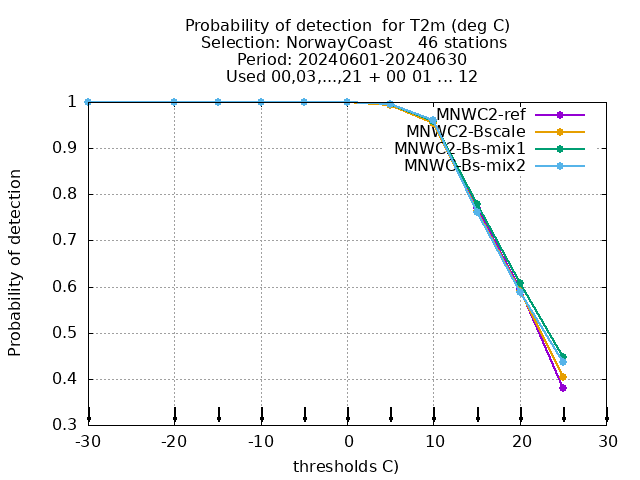 Probability of detection  for T2m (deg C)
Selection: NorwayCoast     46 stations
Period: 20240601-20240630
Used 00,03,...,21 + 00 01 ... 12
Probability of detection
1
0.9
0.8
0.7
0.6
0.5
0.4
0.3
MNWC2-ref
MNWC2-Bscale
MNWC2-Bs-mix1
MNWC-Bs-mix2
-30 -20 -10 0 10 20 30
thresholds C)